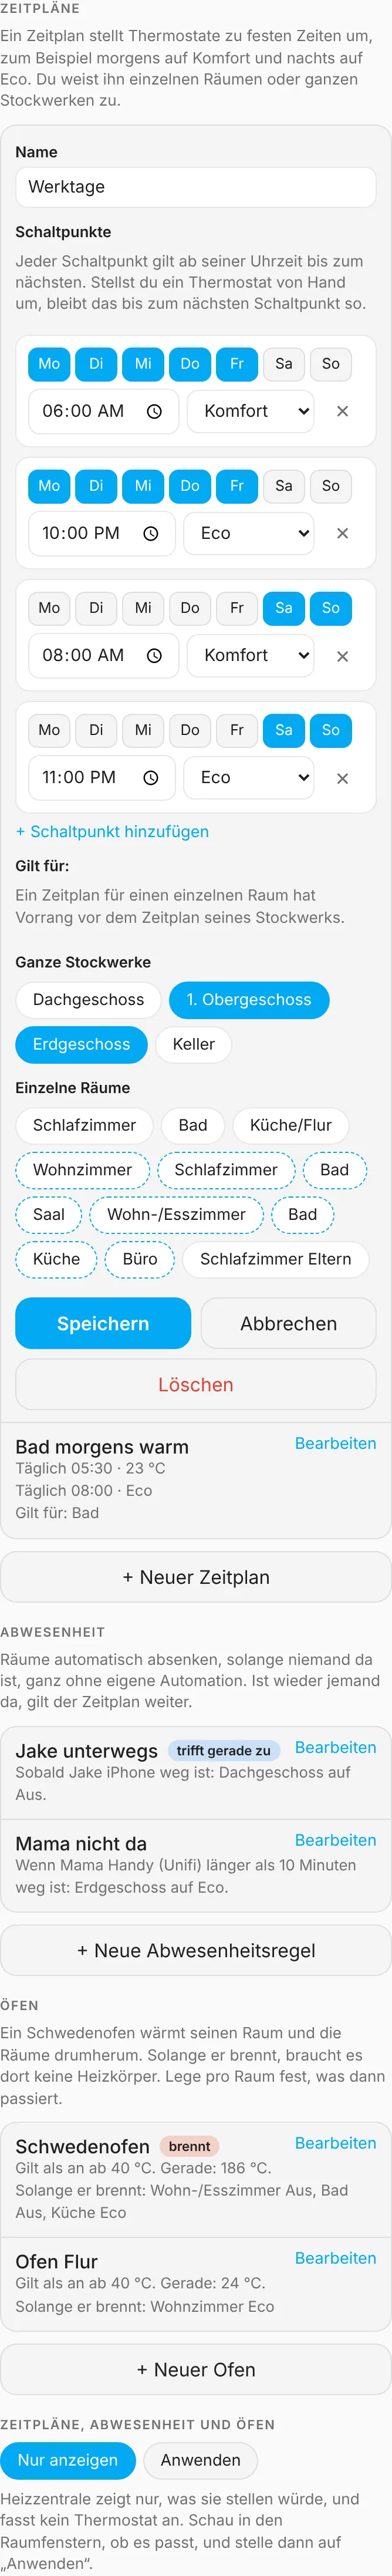 ZEITPLÄNE
Ein Zeitplan stellt Thermostate zu festen Zeiten um,
zum Beispiel morgens auf Komfort und nachts auf
Eco. Du weist ihn einzelnen Räumen oder ganzen
Stockwerken zu.
Name
Werktage
Schaltpunkte
Jeder Schaltpunkt gilt ab seiner Uhrzeit bis zum
nächsten. Stellst du ein Thermostat von Hand
um, bleibt das bis zum nächsten Schaltpunkt so.
Mo Di Mi Do Fr Sa So
06:00 AM Komfort ×
Mo Di Mi Do Fr Sa So
10:00 PM Eco ×
Mo Di Mi Do Fr Sa So
08:00 AM Komfort ×
Mo Di Mi Do Fr Sa So
11:00 PM Eco ×
+ Schaltpunkt hinzufügen
Gilt für:
Ein Zeitplan für einen einzelnen Raum hat
Vorrang vor dem Zeitplan seines Stockwerks.
Ganze Stockwerke
Dachgeschoss 1. Obergeschoss
Erdgeschoss Keller
Einzelne Räume
Schlafzimmer Bad Küche/Flur
Wohnzimmer Schlafzimmer Bad
Saal Wohn-/Esszimmer Bad
Küche Büro Schlafzimmer Eltern
Speichern Abbrechen
Löschen
Bad morgens warm Bearbeiten
Täglich 05:30 · 23 °C
Täglich 08:00 · Eco
Gilt für: Bad
+ Neuer Zeitplan
ABWESENHEIT
Räume automatisch absenken, solange niemand da
ist, ganz ohne eigene Automation. Ist wieder jemand
da, gilt der Zeitplan weiter.
Jake unterwegs trifft gerade zu Bearbeiten
Sobald Jake iPhone weg ist: Dachgeschoss auf
Aus.
Mama nicht da Bearbeiten
Wenn Mama Handy (Unifi) länger als 10 Minuten
weg ist: Erdgeschoss auf Eco.
+ Neue Abwesenheitsregel
ÖFEN
Ein Schwedenofen wärmt seinen Raum und die
Räume drumherum. Solange er brennt, braucht es
dort keine Heizkörper. Lege pro Raum fest, was dann
passiert.
Schwedenofen brennt Bearbeiten
Gilt als an ab 40 °C. Gerade: 186 °C.
Solange er brennt: Wohn-/Esszimmer Aus, Bad
Aus, Küche Eco
Ofen Flur Bearbeiten
Gilt als an ab 40 °C. Gerade: 24 °C.
Solange er brennt: Wohnzimmer Eco
+ Neuer Ofen
ZEITPLÄNE, ABWESENHEIT UND ÖFEN
Nur anzeigen Anwenden
Heizzentrale zeigt nur, was sie stellen würde, und
fasst kein Thermostat an. Schau in den
Raumfenstern, ob es passt, und stelle dann auf
„Anwenden“.